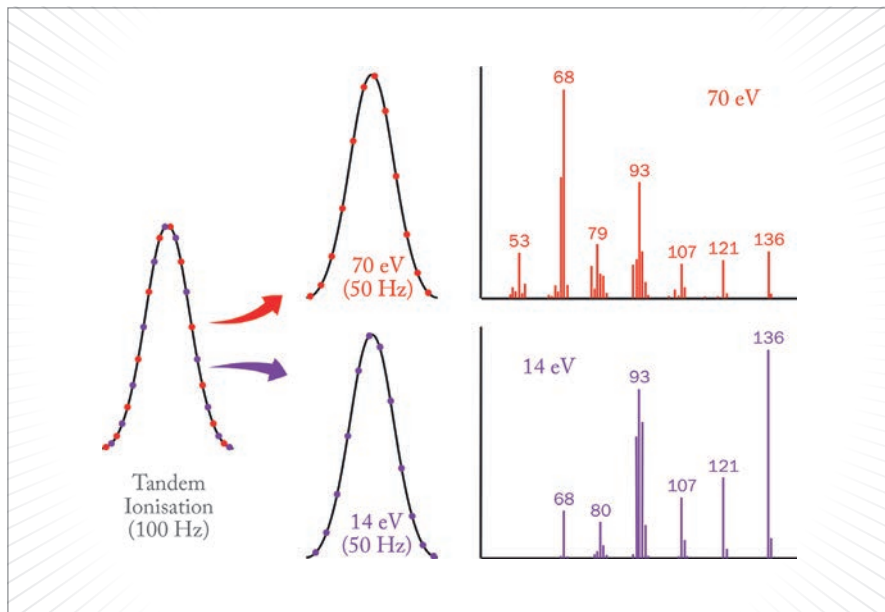 Tandem
Ionisation
(100 Hz)
70 eV
(50 Hz)
14 eV
(50 Hz)
70 eV
53
68
79
93
107
121
136
14 eV
68
80
93
107
121
136